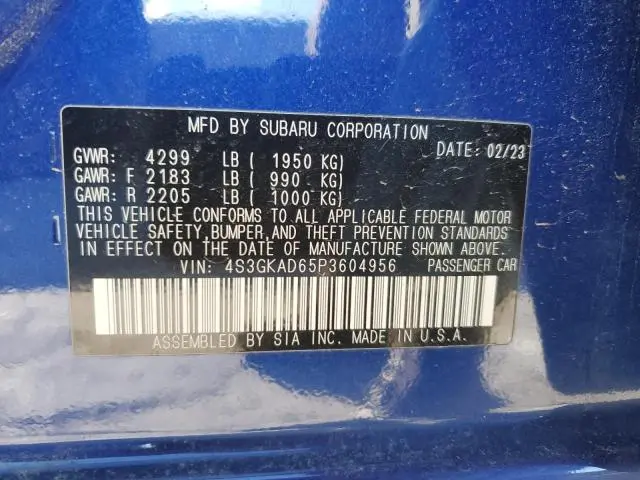 MFD BY SUBARU CORPORATION
DATE: 02/23
GVWR: 4299 LB ( 1950 KG)
GAWR: F 2183 LB ( 990 KG)
GAWR: R 2205 LB ( 1000 KG)
THIS VEHICLE CONFORMS TO ALL APPLICABLE FEDERAL MOTOR
VEHICLE SAFETY, BUMPER, AND THEFT PREVENTION STANDARDS
IN EFFECT ON THE DATE OF MANUFACTURE SHOWN ABOVE.
VIN: 4S3GKAD65P3604956 PASSENGER CAR
ASSEMBLED BY SIA INC. MADE IN U.S.A.